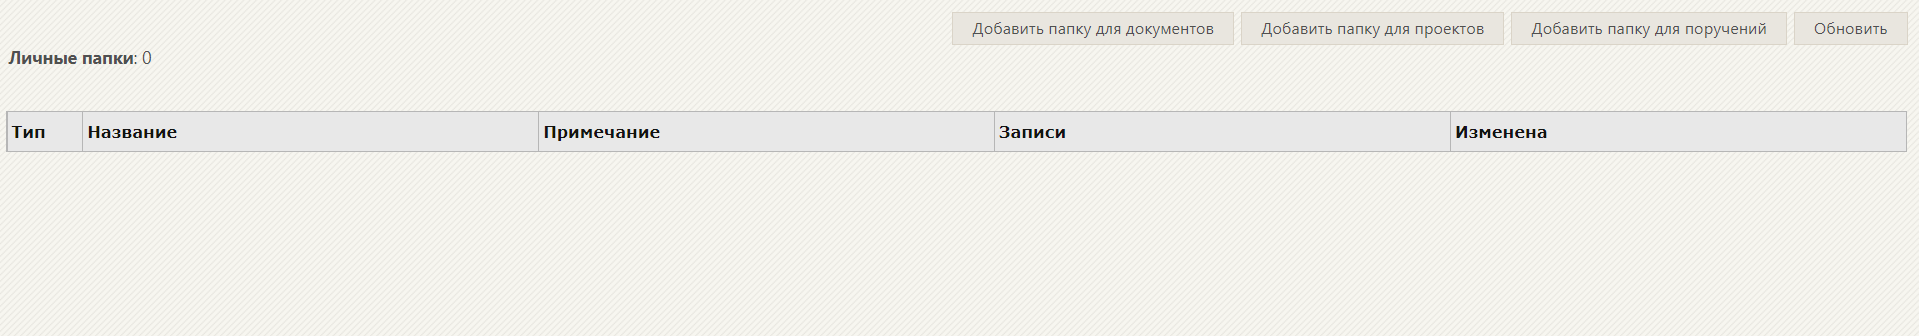 Добавить папку для документов Добавить папку для проектов Добавить папку для поручений Обновить
Личные папки: 0
Тип Название Примечание Записи Изменена